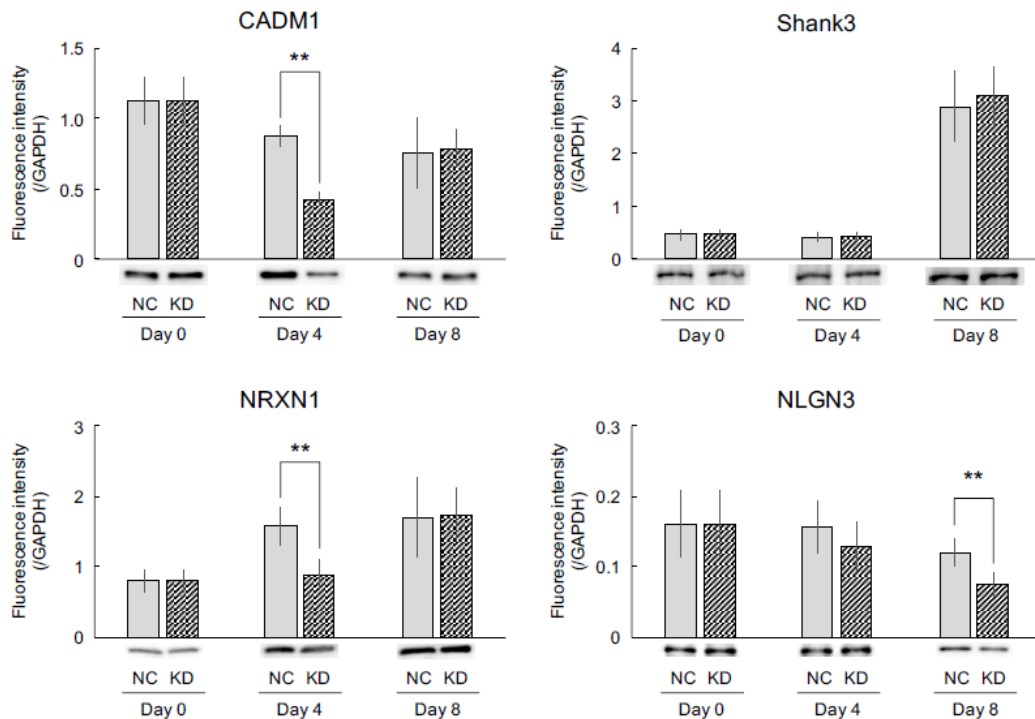 CADM1
Fluorescence intensity
(/GAPDH)
1.5
1.0
0.5
0
**
NC KD NC KD NC KD
Day 0 Day 4 Day 8
Shank3
Fluorescence intensity
(/GAPDH)
4
3
2
1
0
NC KD NC KD NC KD
Day 0 Day 4 Day 8
NRXN1
Fluorescence intensity
(/GAPDH)
3
2
1
0
**
NC KD NC KD NC KD
Day 0 Day 4 Day 8
NLGN3
Fluorescence intensity
(/GAPDH)
0.3
0.2
0.1
0
**
NC KD NC KD NC KD
Day 0 Day 4 Day 8